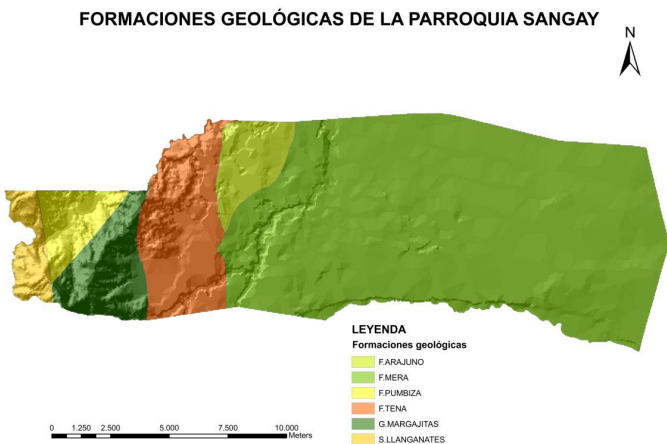 FORMACIONES GEOLÓGICAS DE LA PARROQUIA SANGAY
N
LEYENDA
Formaciones geológicas
F.ARAJUNO
F.MERA
F.PUMBIZA
F.TENA
G.MARGAJITAS
S.LLANGANATES
0 1.250 2.500 5.000 7.500 10.000
Meters